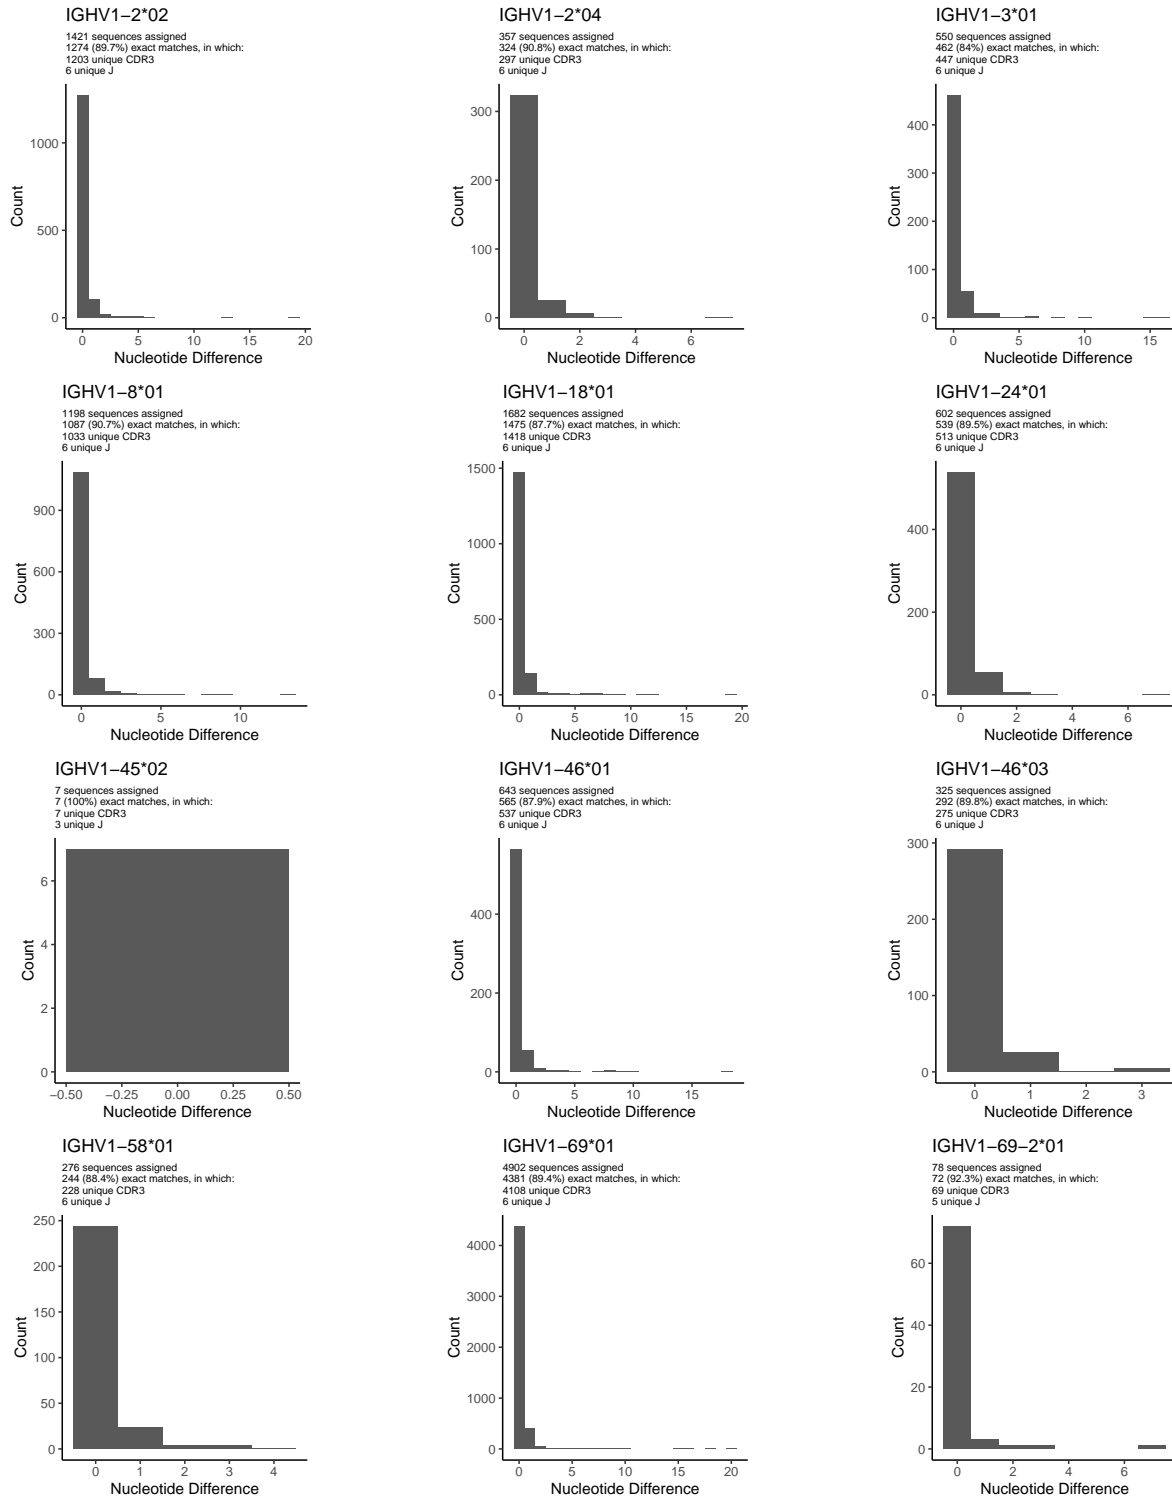 IGHV1−2*02
1421 sequences assigned
1274 (89.7%) exact matches, in which:
1203 unique CDR3
6 unique J
1000
500
0
Count
0 5 10 15 20
Nucleotide Difference
IGHV1−2*04
357 sequences assigned
324 (90.8%) exact matches, in which:
297 unique CDR3
6 unique J
300
200
100
0
Count
0 2 4 6
Nucleotide Difference
IGHV1−3*01
550 sequences assigned
462 (84%) exact matches, in which:
447 unique CDR3
6 unique J
400
300
200
100
0
Count
0 5 10 15
Nucleotide Difference
IGHV1−8*01
1198 sequences assigned
1087 (90.7%) exact matches, in which:
1033 unique CDR3
6 unique J
900
600
300
0
Count
0 5 10
Nucleotide Difference
IGHV1−18*01
1682 sequences assigned
1475 (87.7%) exact matches, in which:
1418 unique CDR3
6 unique J
1500
1000
500
0
Count
0 5 10 15 20
Nucleotide Difference
IGHV1−24*01
602 sequences assigned
539 (89.5%) exact matches, in which:
513 unique CDR3
6 unique J
400
200
0
Count
0 2 4 6
Nucleotide Difference
IGHV1−45*02
7 sequences assigned
7 (100%) exact matches, in which:
7 unique CDR3
3 unique J
6
4
2
0
Count
−0.50 −0.25 0.00 0.25 0.50
Nucleotide Difference
IGHV1−46*01
643 sequences assigned
565 (87.9%) exact matches, in which:
537 unique CDR3
6 unique J
400
200
0
Count
0 5 10 15
Nucleotide Difference
IGHV1−46*03
325 sequences assigned
292 (89.8%) exact matches, in which:
275 unique CDR3
6 unique J
300
200
100
0
Count
0 1 2 3
Nucleotide Difference
IGHV1−58*01
276 sequences assigned
244 (88.4%) exact matches, in which:
228 unique CDR3
6 unique J
250
200
150
100
50
0
Count
0 1 2 3 4
Nucleotide Difference
IGHV1−69*01
4902 sequences assigned
4381 (89.4%) exact matches, in which:
4108 unique CDR3
6 unique J
4000
3000
2000
1000
0
Count
0 5 10 15 20
Nucleotide Difference
IGHV1−69−2*01
78 sequences assigned
72 (92.3%) exact matches, in which:
69 unique CDR3
5 unique J
60
40
20
0
Count
0 2 4 6
Nucleotide Difference